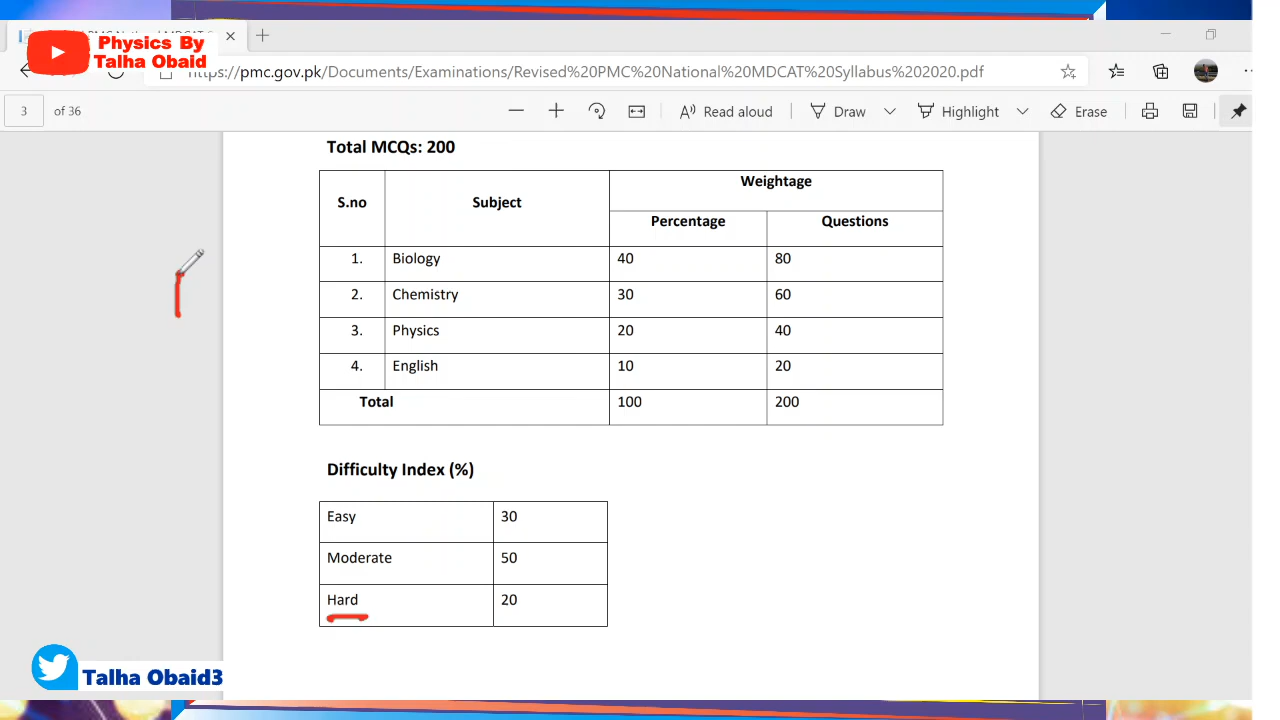 Physics By
Talha Obaid
https://pmc.gov.pk/Documents/Examinations/Revised%20PMC%20National%20MDCAT%20Syllabus%202020.pdf
3 of 36 Read aloud Draw Highlight Erase
Total MCQs: 200
S.no Subject Weightage
Percentage Questions
1. Biology 40 80
2. Chemistry 30 60
3. Physics 20 40
4. English 10 20
Total 100 200
Difficulty Index (%)
Easy 30
Moderate 50
Hard 20
Talha Obaid3